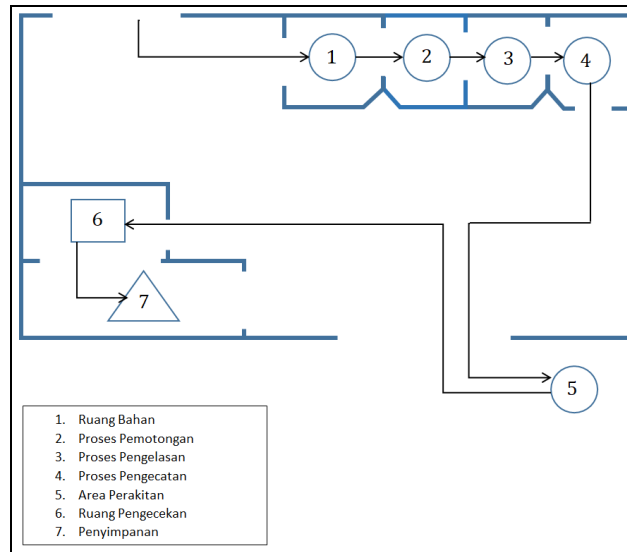 1 2 3 4
6
7
5
1. Ruang Bahan
2. Proses Pemotongan
3. Proses Pengelasan
4. Proses Pengecatan
5. Area Perakitan
6. Ruang Pengecekan
7. Penyimpanan